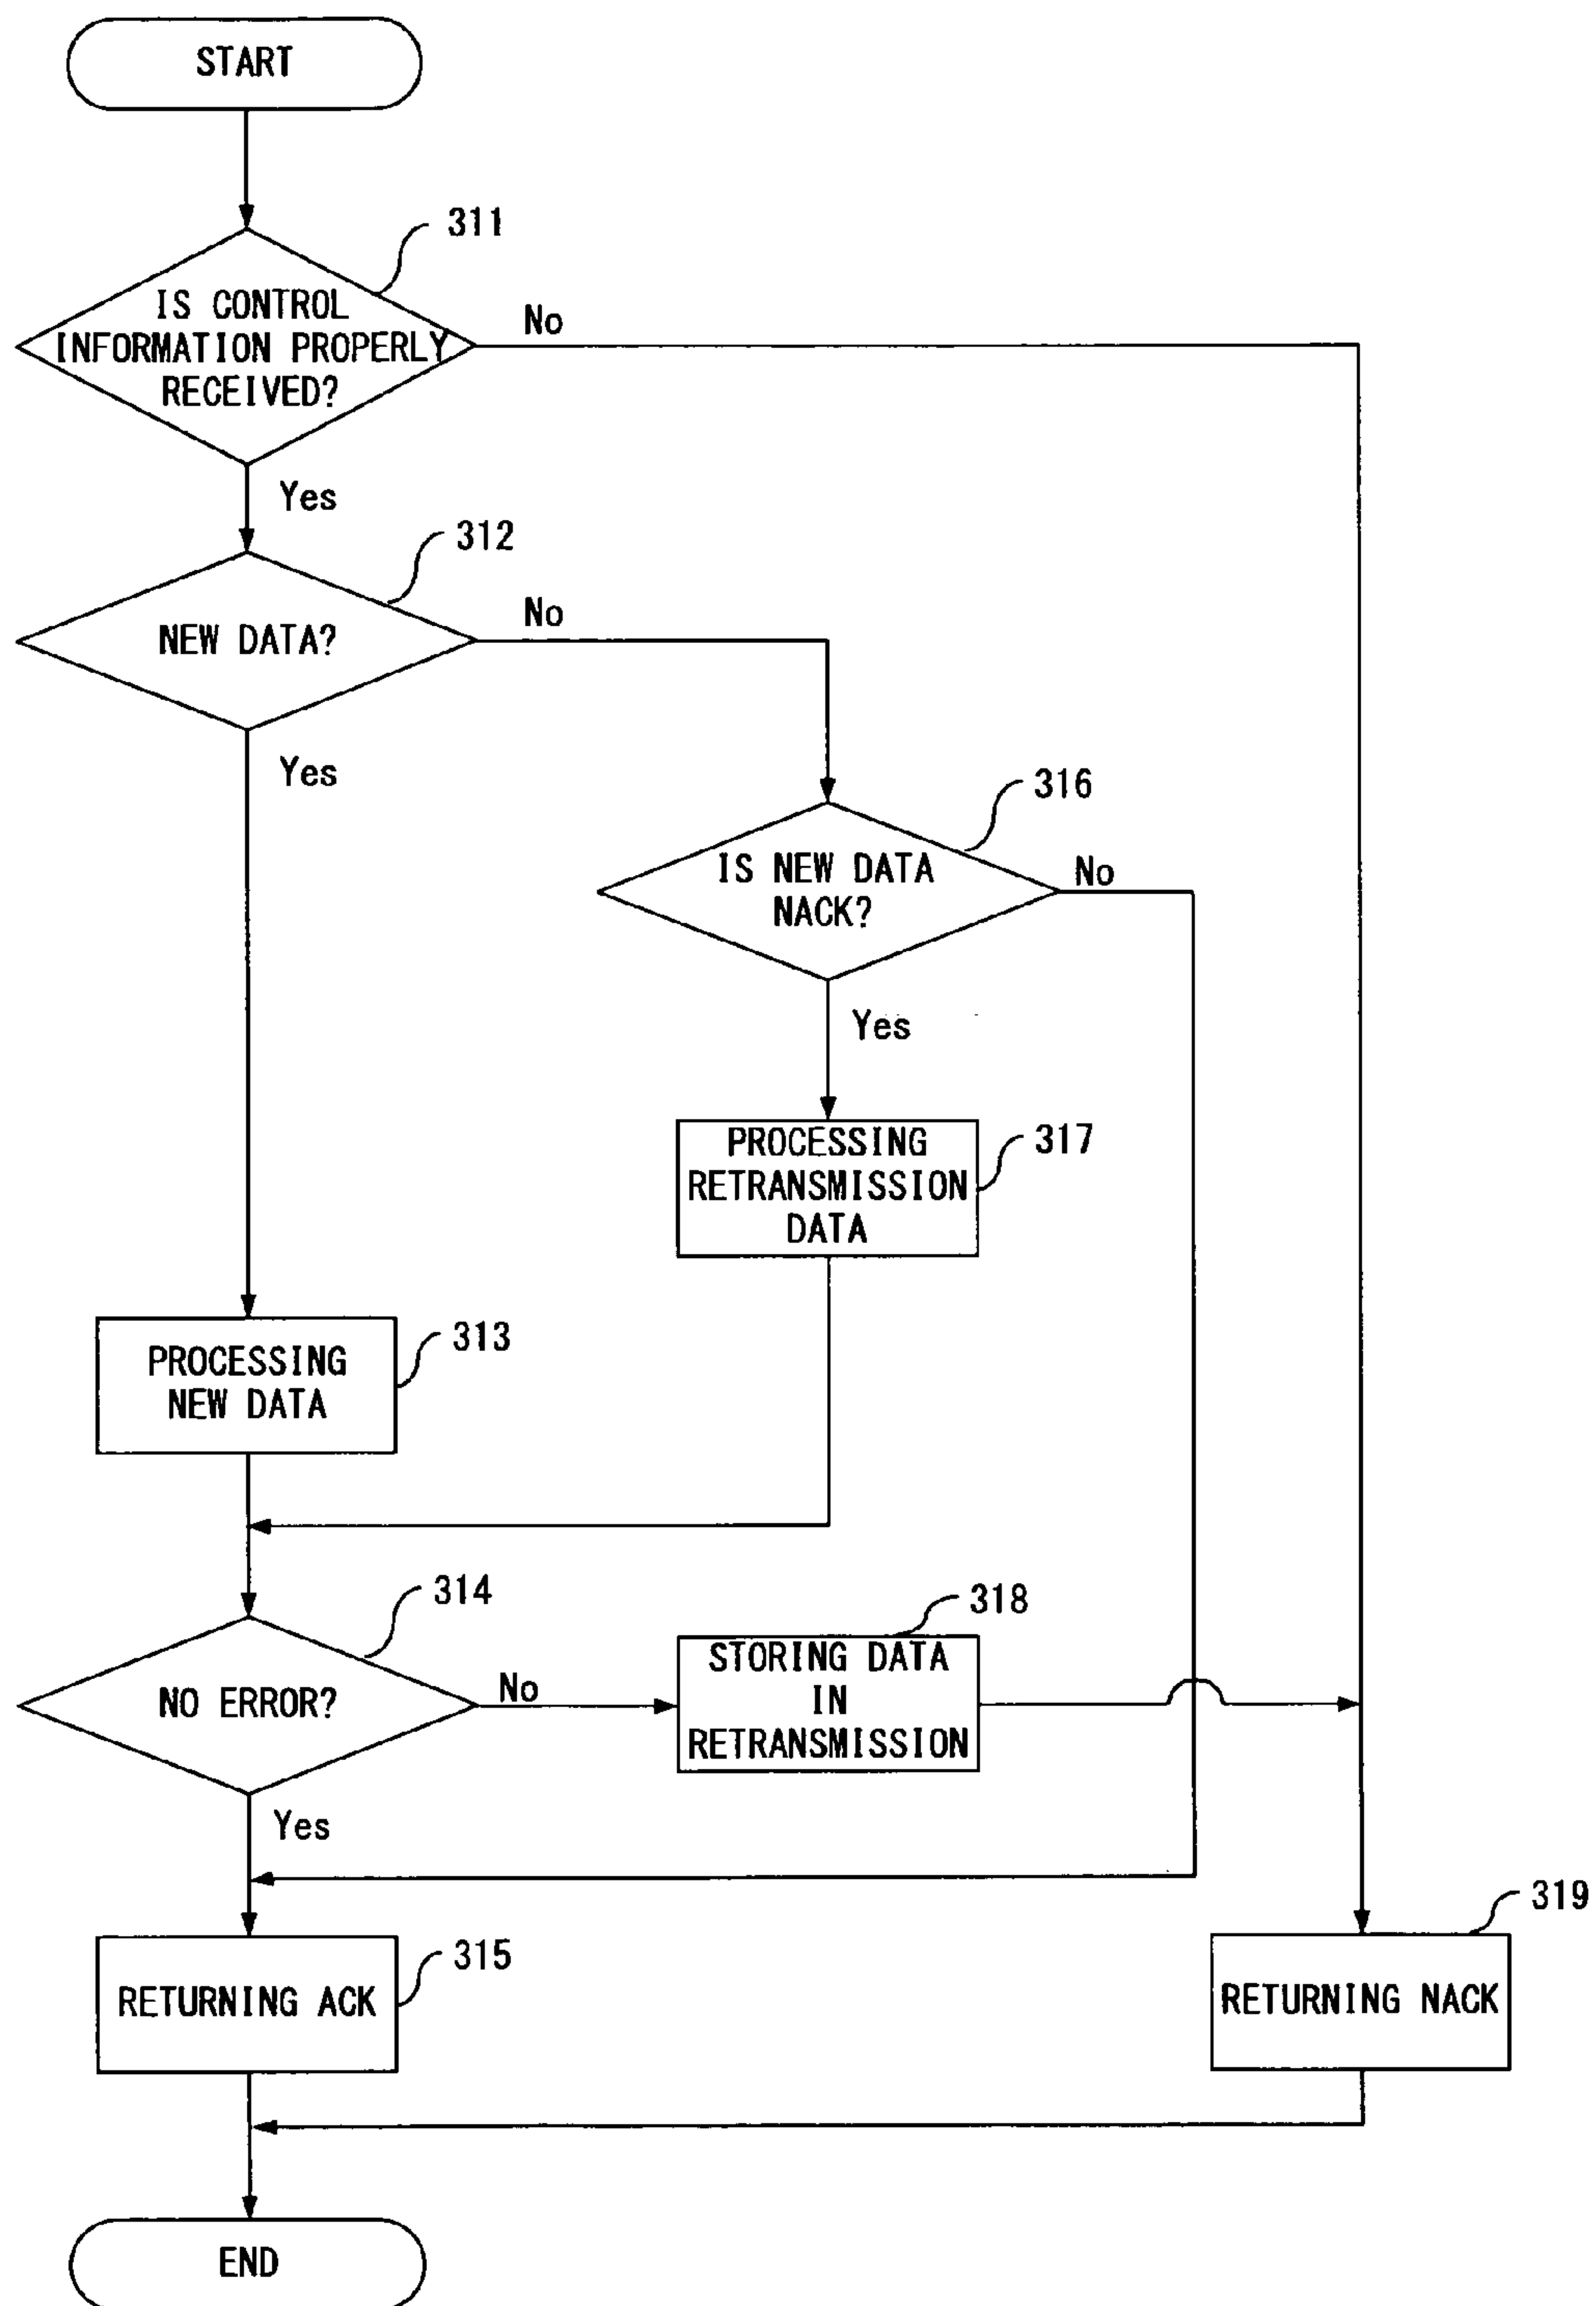 START
311
IS CONTROL
INFORMATION PROPERLY
RECEIVED?
No
Yes
312
NEW DATA?
No
Yes
316
IS NEW DATA
NACK?
No
Yes
317
PROCESSING
RETRANSMISSION
DATA
313
PROCESSING
NEW DATA
314
NO ERROR?
No
Yes
318
STORING DATA
IN
RETRANSMISSION
315
RETURNING ACK
319
RETURNING NACK
END